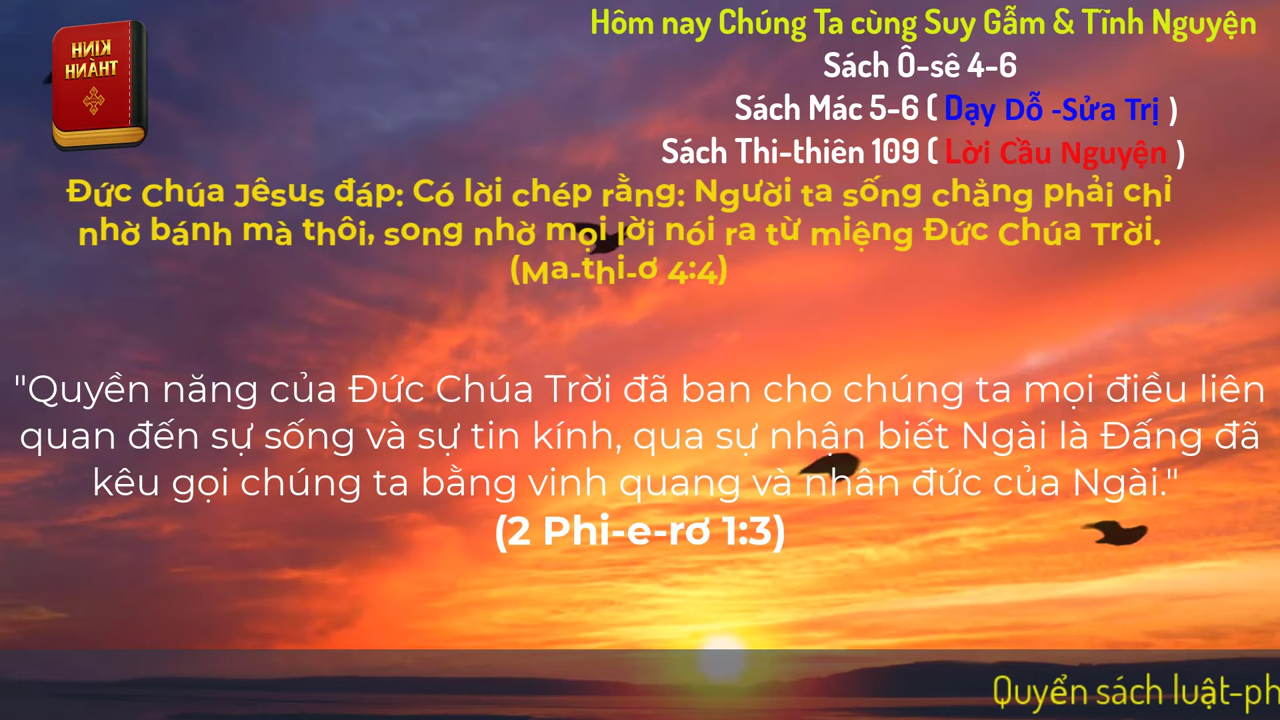 KINH
THÀNH
Hôm nay Chúng Ta cùng Suy Gẫm & Tĩnh Nguyện
Sách Ô-sê 4-6
Sách Mác 5-6 ( Dạy Dỗ -Sửa Trị )
Sách Thi-thiên 109 ( Lời Cầu Nguyện )
Đức Chúa Jêsus đáp: Có lời chép rằng: Người ta sống chẳng phải chỉ
nhờ bánh mà thôi, song nhờ mọi lời nói ra từ miệng Đức Chúa Trời.
(Ma-thi-ơ 4:4)
"Quyền năng của Đức Chúa Trời đã ban cho chúng ta mọi điều liên
quan đến sự sống và sự tin kính, qua sự nhận biết Ngài là Đấng đã
kêu gọi chúng ta bằng vinh quang và nhân đức của Ngài."
(2 Phi-e-rơ 1:3)
Quyển sách luật-ph